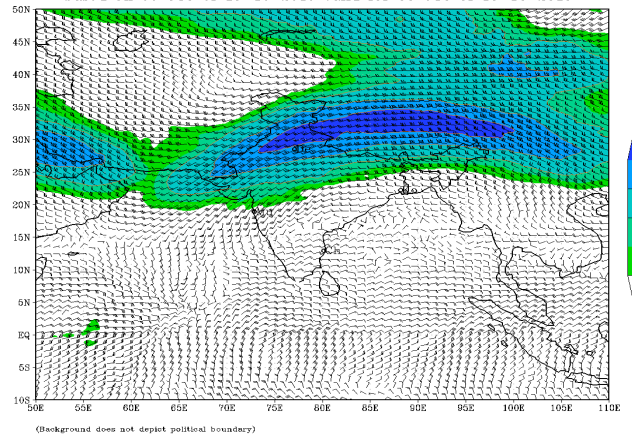 50N
45N
40N
35N
30N
25N
20N
15N
10N
5N
EQ
5S
10S
50E 55E 60E 65E 70E 75E 80E 85E 90E 95E 100E 105E 110E
(Background does not depict political boundary)